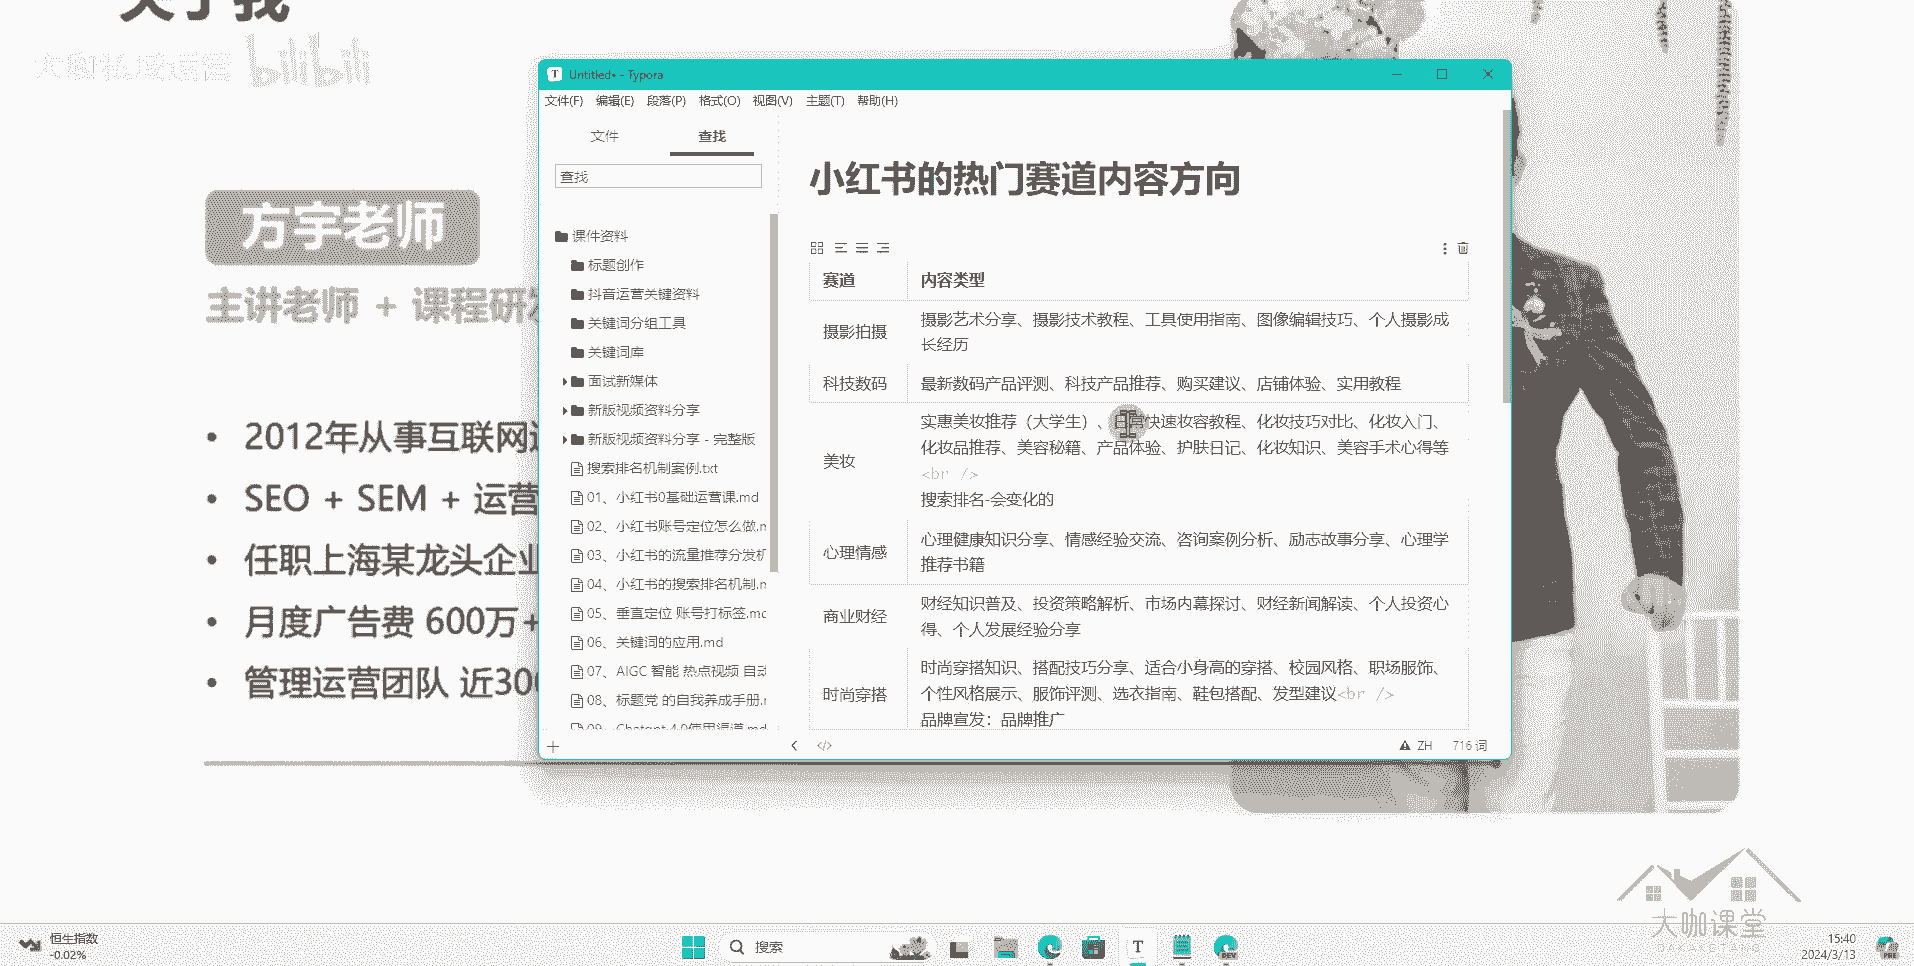 关于我
大咖私域运营 bilibili
方宇老师
主讲老师 + 课程研发
2012年从事互联网
SEO + SEM + 运营
任职上海某龙头企业
月度广告费 600万+
管理运营团队 近300
Untitled• - Typora
文件(F) 编辑(E) 段落(P) 格式(O) 视图(V) 主题(T) 帮助(H)
文件 查找
查找
课件资料
标题创作
抖音运营关键资料
关键词分组工具
关键词库
面试新媒体
新版视频资料分享
新版视频资料分享 - 完整版
搜索排名机制案例.txt
01、小红书0基础运营课.md
02、小红书账号定位怎么做.m
03、小红书的流量推荐分发机
04、小红书的搜索排名机制.m
05、垂直定位 账号打标签.mc
06、关键词的应用.md
07、AIGC 智能 热点视频 自动
08、标题党 的自我养成手册.m
09、Chatgpt 4.0使用渠道.md
小红书的热门赛道内容方向
赛道 内容类型
摄影拍摄 摄影艺术分享、摄影技术教程、工具使用指南、图像编辑技巧、个人摄影成
长经历
科技数码 最新数码产品评测、科技产品推荐、购买建议、店铺体验、实用教程
美妆 实惠美妆推荐（大学生）、日常快速妆容教程、化妆技巧对比、化妆入门、
化妆品推荐、美容秘籍、产品体验、护肤日记、化妆知识、美容手术心得等
<br />
搜索排名-会变化的
心理情感 心理健康知识分享、情感经验交流、咨询案例分析、励志故事分享、心理学
推荐书籍
商业财经 财经知识普及、投资策略解析、市场内幕探讨、财经新闻解读、个人投资心
得、个人发展经验分享
时尚穿搭 时尚穿搭知识、搭配技巧分享、适合小身高的穿搭、校园风格、职场服饰、
个性风格展示、服饰评测、选衣指南、鞋包搭配、发型建议<br />
品牌宣发：品牌推广
ZH 716 词
大咖课堂
DAKAKETANG
恒生指数
-0.02%
搜索
DEV
15:40
2024/3/13
PRE